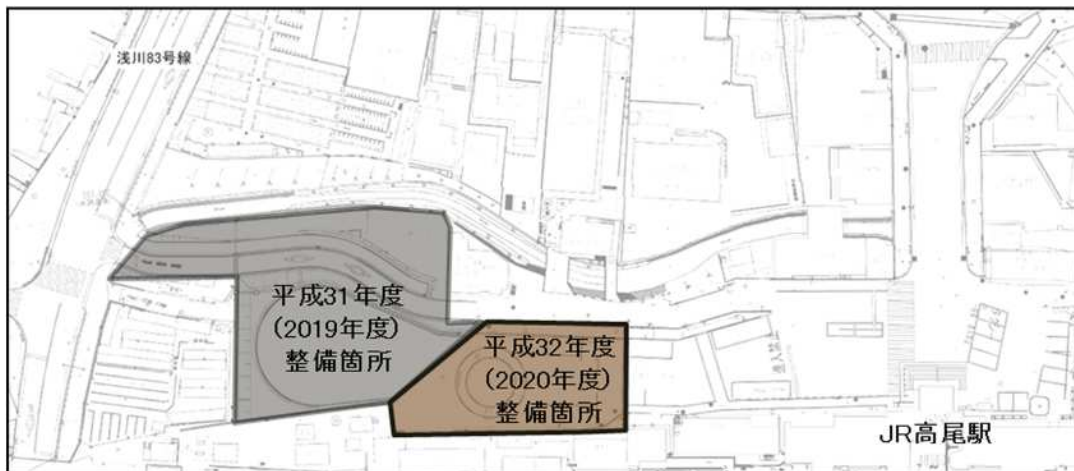 浅川83号線
平成31年度
(2019年度)
整備箇所
平成32年度
(2020年度)
整備箇所
JR高尾駅